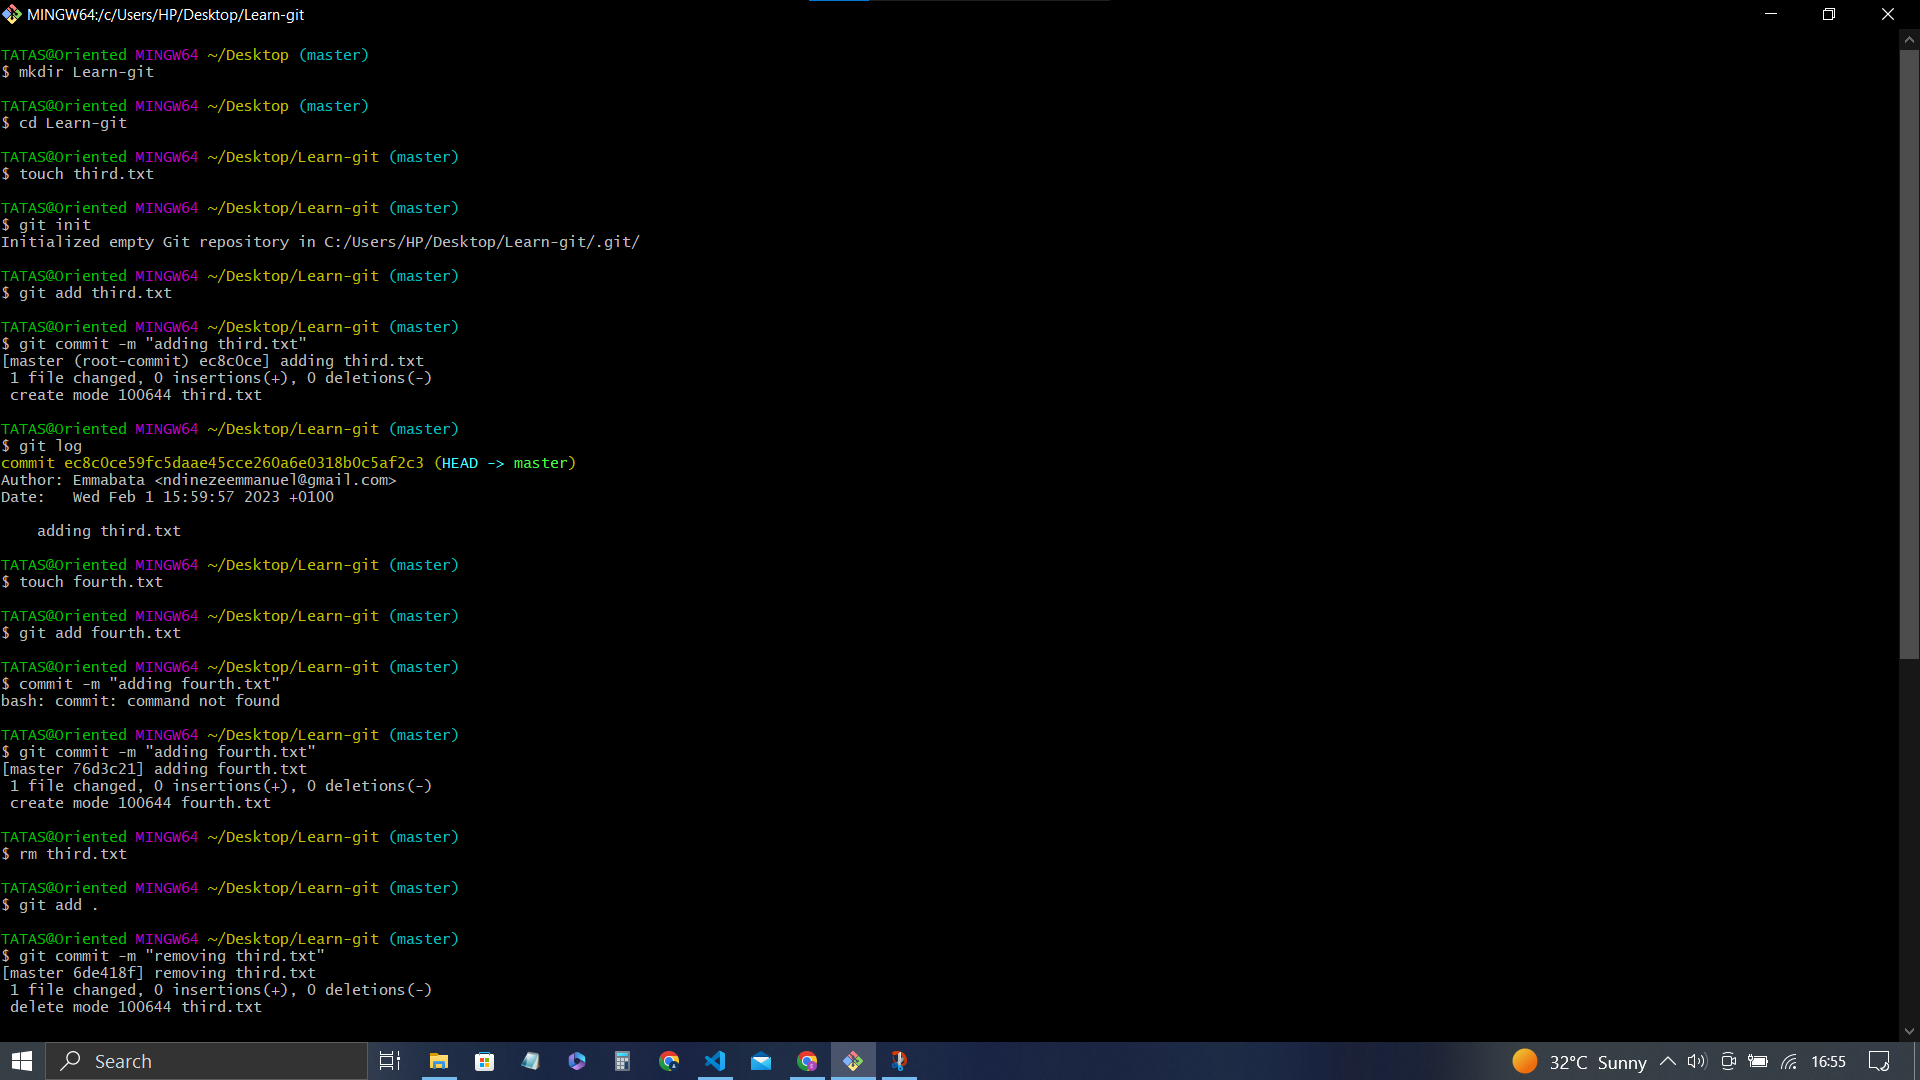 MINGW64:/c/Users/HP/Desktop/Learn-git
TATAS@Oriented MINGW64 ~/Desktop (master)
$ mkdir Learn-git
TATAS@Oriented MINGW64 ~/Desktop (master)
$ cd Learn-git
TATAS@Oriented MINGW64 ~/Desktop/Learn-git (master)
$ touch third.txt
TATAS@Oriented MINGW64 ~/Desktop/Learn-git (master)
$ git init
Initialized empty Git repository in C:/Users/HP/Desktop/Learn-git/.git/
TATAS@Oriented MINGW64 ~/Desktop/Learn-git (master)
$ git add third.txt
TATAS@Oriented MINGW64 ~/Desktop/Learn-git (master)
$ git commit -m "adding third.txt"
[master (root-commit) ec8c0ce] adding third.txt
 1 file changed, 0 insertions(+), 0 deletions(-)
 create mode 100644 third.txt
TATAS@Oriented MINGW64 ~/Desktop/Learn-git (master)
$ git log
commit ec8c0ce59fc5daae45cce260a6e0318b0c5af2c3 (HEAD -> master)
Author: Emmabata <ndinezeemmanuel@gmail.com>
Date:   Wed Feb 1 15:59:57 2023 +0100
    adding third.txt
TATAS@Oriented MINGW64 ~/Desktop/Learn-git (master)
$ touch fourth.txt
TATAS@Oriented MINGW64 ~/Desktop/Learn-git (master)
$ git add fourth.txt
TATAS@Oriented MINGW64 ~/Desktop/Learn-git (master)
$ commit -m "adding fourth.txt"
bash: commit: command not found
TATAS@Oriented MINGW64 ~/Desktop/Learn-git (master)
$ git commit -m "adding fourth.txt"
[master 76d3c21] adding fourth.txt
 1 file changed, 0 insertions(+), 0 deletions(-)
 create mode 100644 fourth.txt
TATAS@Oriented MINGW64 ~/Desktop/Learn-git (master)
$ rm third.txt
TATAS@Oriented MINGW64 ~/Desktop/Learn-git (master)
$ git add .
TATAS@Oriented MINGW64 ~/Desktop/Learn-git (master)
$ git commit -m "removing third.txt"
[master 6de418f] removing third.txt
 1 file changed, 0 insertions(+), 0 deletions(-)
 delete mode 100644 third.txt
Search
32°C Sunny
16:55